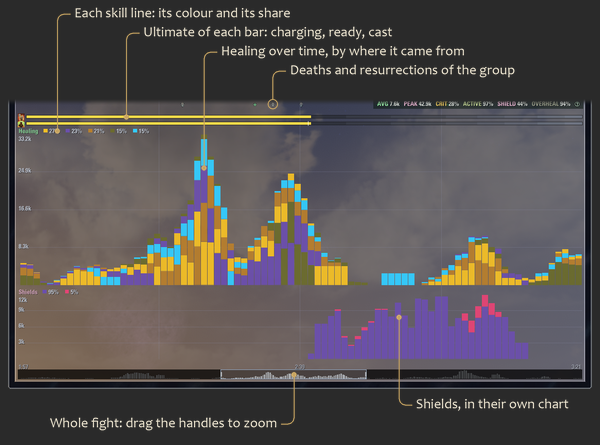 Each skill line: its colour and its share
Ultimate of each bar: charging, ready, cast
Healing over time, by where it came from
Deaths and resurrections of the group
AVG 7.6k PEAK 42.9k CRIT 28% ACTIVE 97% SHIELD 44% OVERHEAL 94%
Healing 27% 23% 21% 15% 15%
33.2k
24.9k
16.6k
8.3k
Shields 95% 5%
12k
9k
6k
3k
Shields, in their own chart
Whole fight: drag the handles to zoom